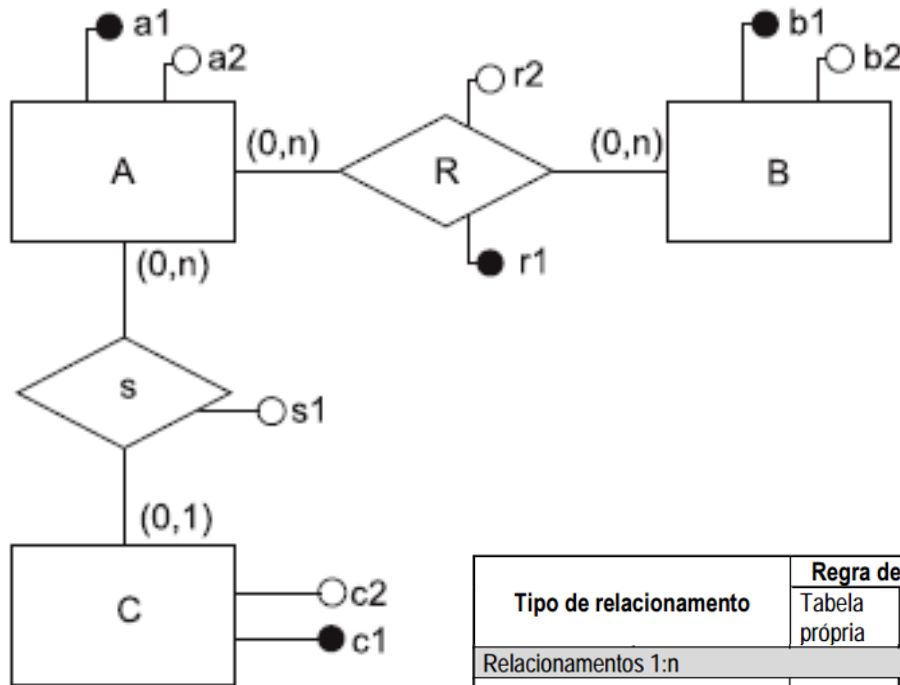 a1
a2
b1
b2
r2
(0,n)
(0,n)
A
R
B
r1
(0,n)
s
s1
(0,1)
C
c2
c1
Regra de
Tipo de relacionamento
Tabela
própria
Relacionamentos 1:n